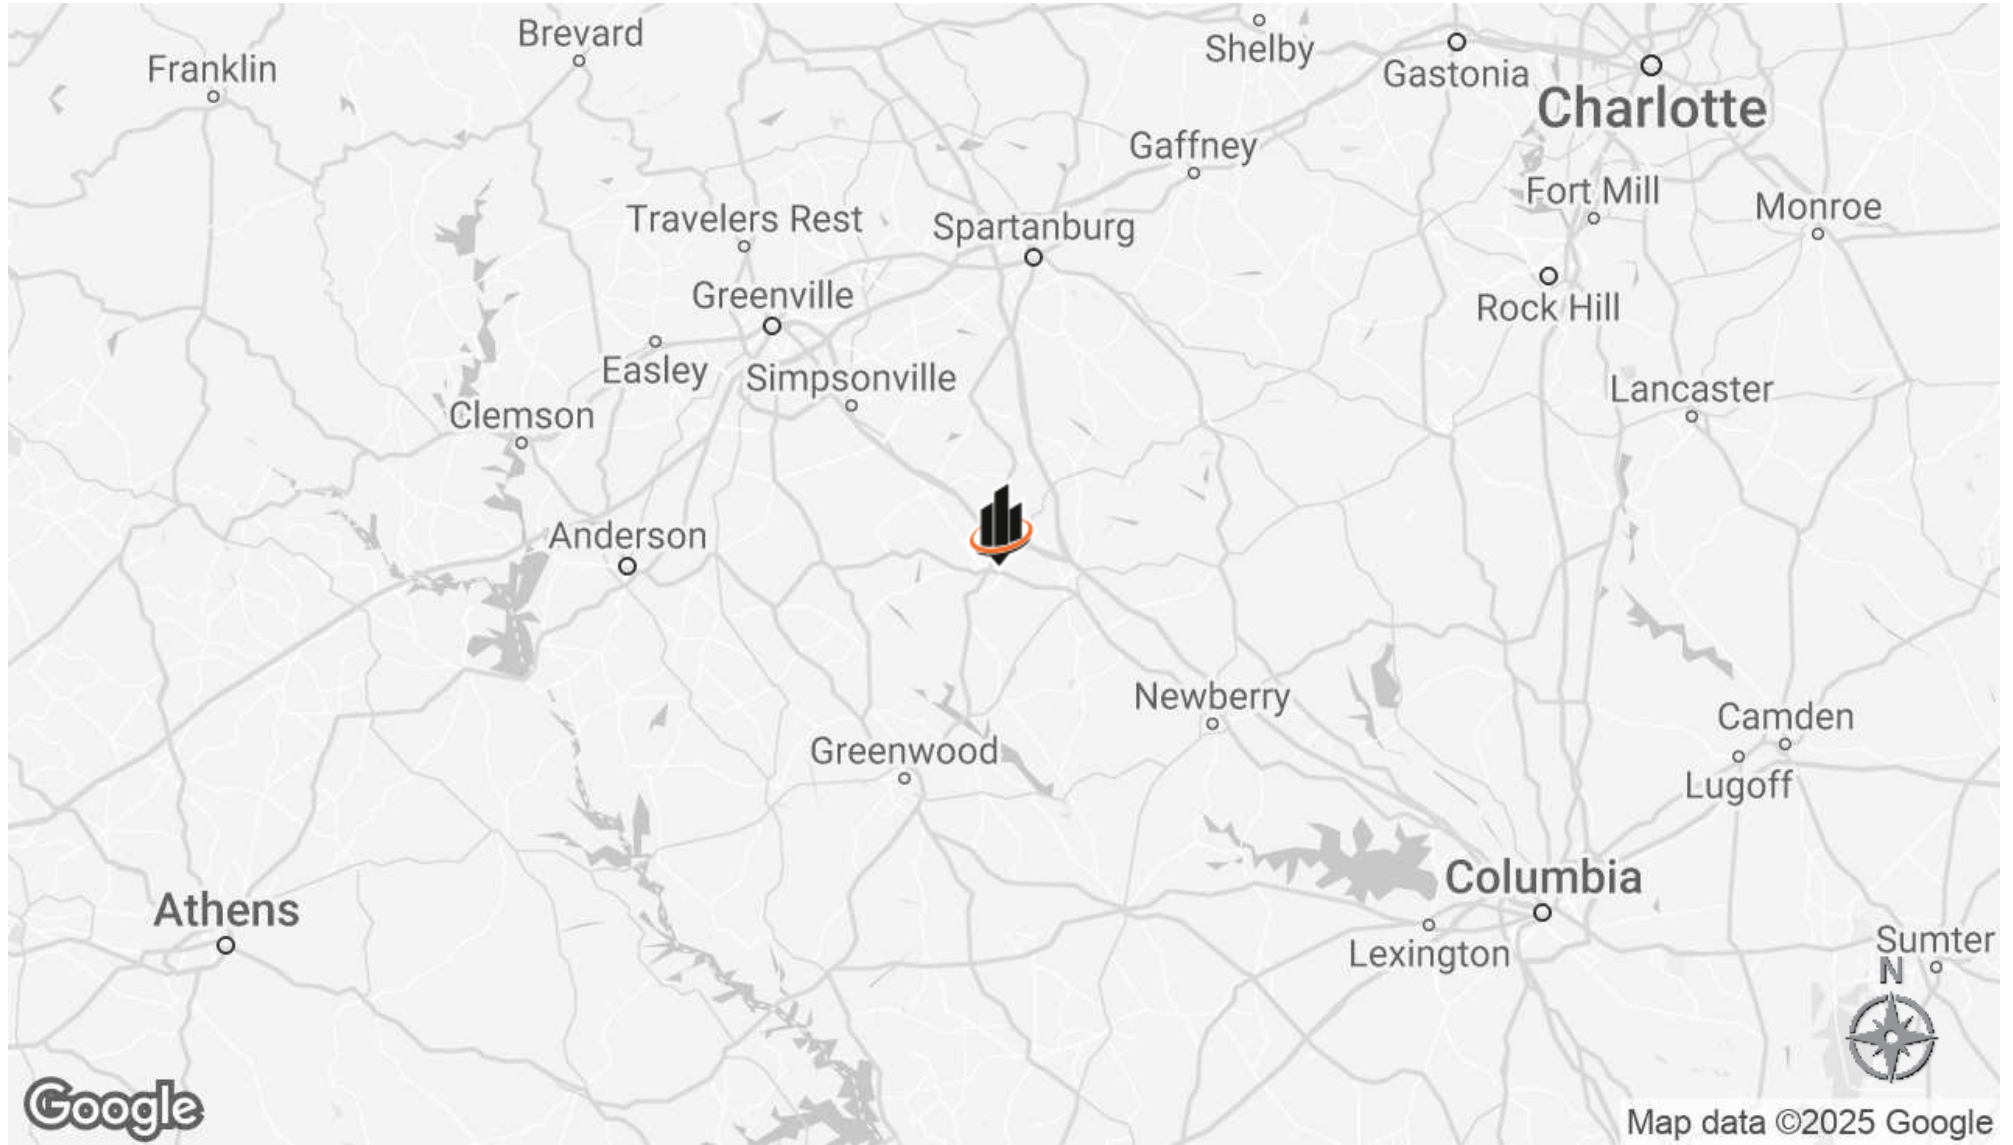 Brevard
Shelby
Franklin
Gastonia
Charlotte
Gaffney
Fort Mill
Monroe
Travelers Rest
Spartanburg
Greenville
Rock Hill
Easley
Simpsonville
Lancaster
Clemson
Anderson
Newberry
Camden
Greenwood
Lugoff
Columbia
Athens
Sumter
Lexington
N
Google
Map data ©2025 Google